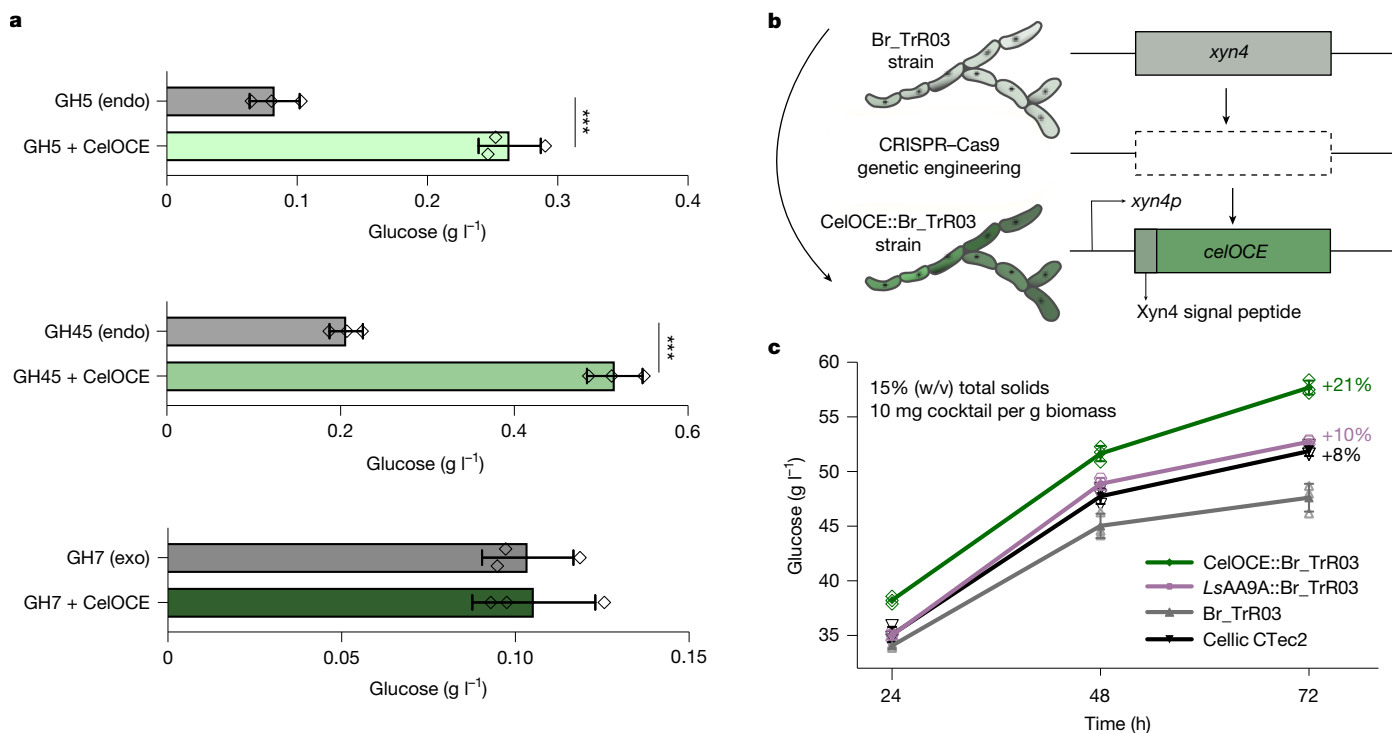 a
GH5 (endo)
GH5 + CelOCE
***
0 0.1 0.2 0.3 0.4
Glucose (g l⁻¹)
GH45 (endo)
GH45 + CelOCE
***
0 0.2 0.4 0.6
Glucose (g l⁻¹)
GH7 (exo)
GH7 + CelOCE
0 0.05 0.10 0.15
Glucose (g l⁻¹)
b
Br_TrR03
strain
xyn4
CRISPR–Cas9
genetic engineering
xyn4p
CelOCE::Br_TrR03
strain
celOCE
Xyn4 signal peptide
c
60
55
50
45
40
35
Glucose (g l⁻¹)
15% (w/v) total solids
10 mg cocktail per g biomass
+21%
+10%
+8%
CelOCE::Br_TrR03
LsAA9A::Br_TrR03
Br_TrR03
Cellic CTec2
24 48 72
Time (h)